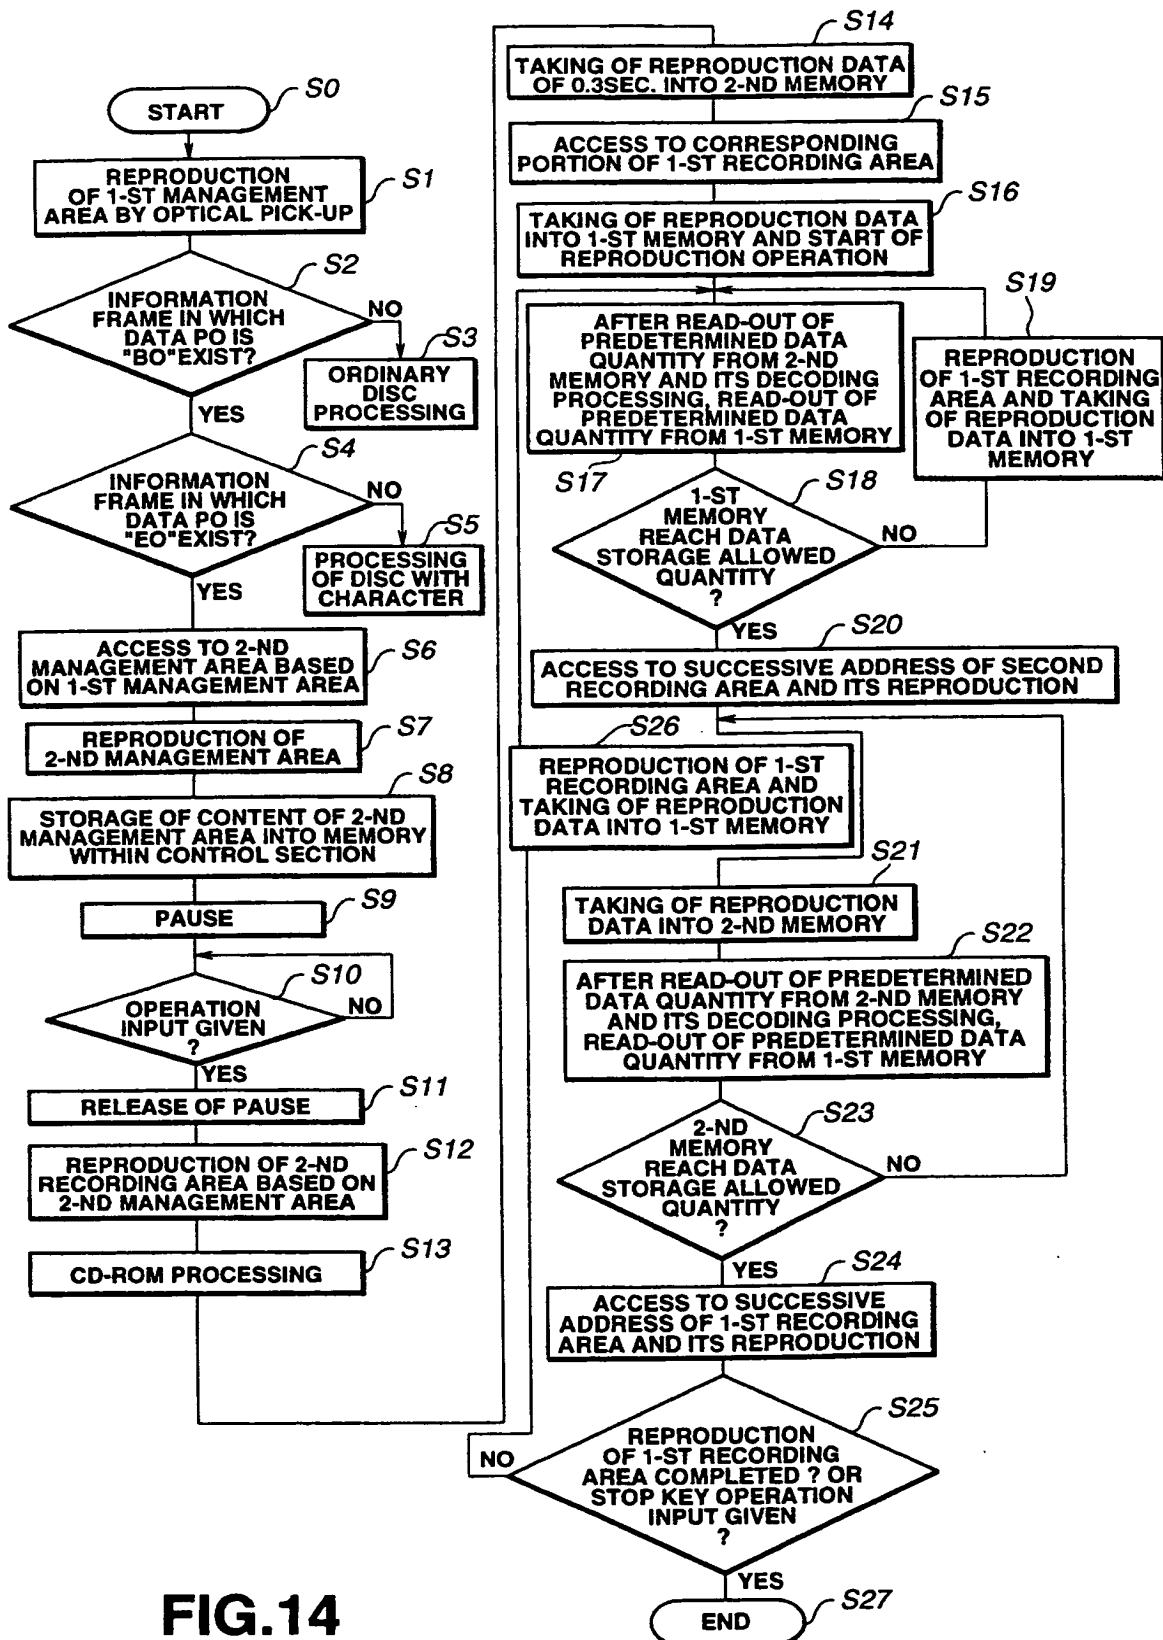 S0
START
S1
REPRODUCTION
OF 1-ST MANAGEMENT
AREA BY OPTICAL PICK-UP
S2
INFORMATION
FRAME IN WHICH
DATA PO IS
"BO"EXIST?
NO
YES
S3
ORDINARY
DISC
PROCESSING
S4
INFORMATION
FRAME IN WHICH
DATA PO IS
"EO"EXIST?
NO
YES
S5
PROCESSING
OF DISC WITH
CHARACTER
S6
ACCESS TO 2-ND
MANAGEMENT AREA BASED
ON 1-ST MANAGEMENT AREA
S7
REPRODUCTION OF
2-ND MANAGEMENT AREA
S8
STORAGE OF CONTENT OF 2-ND
MANAGEMENT AREA INTO MEMORY
WITHIN CONTROL SECTION
S9
PAUSE
S10
OPERATION
INPUT GIVEN
?
NO
YES
S11
RELEASE OF PAUSE
S12
REPRODUCTION OF 2-ND
RECORDING AREA BASED ON
2-ND MANAGEMENT AREA
S13
CD-ROM PROCESSING
S14
TAKING OF REPRODUCTION DATA
OF 0.3SEC. INTO 2-ND MEMORY
S15
ACCESS TO CORRESPONDING
PORTION OF 1-ST RECORDING AREA
S16
TAKING OF REPRODUCTION DATA
INTO 1-ST MEMORY AND START OF
REPRODUCTION OPERATION
AFTER READ-OUT OF
PREDETERMINED DATA
QUANTITY FROM 2-ND
MEMORY AND ITS DECODING
PROCESSING, READ-OUT OF
PREDETERMINED DATA
QUANTITY FROM 1-ST MEMORY
S17
S18
1-ST
MEMORY
REACH DATA
STORAGE ALLOWED
QUANTITY
?
NO
YES
S19
REPRODUCTION
OF 1-ST RECORDING
AREA AND TAKING
OF REPRODUCTION
DATA INTO 1-ST
MEMORY
S20
ACCESS TO SUCCESSIVE ADDRESS OF SECOND
RECORDING AREA AND ITS REPRODUCTION
S26
REPRODUCTION OF 1-ST
RECORDING AREA AND
TAKING OF REPRODUCTION
DATA INTO 1-ST MEMORY
S21
TAKING OF REPRODUCTION
DATA INTO 2-ND MEMORY
S22
AFTER READ-OUT OF PREDETERMINED
DATA QUANTITY FROM 2-ND MEMORY
AND ITS DECODING PROCESSING,
READ-OUT OF PREDETERMINED DATA
QUANTITY FROM 1-ST MEMORY
S23
2-ND
MEMORY
REACH DATA
STORAGE ALLOWED
QUANTITY
?
NO
YES
S24
ACCESS TO SUCCESSIVE
ADDRESS OF 1-ST RECORDING
AREA AND ITS REPRODUCTION
S25
REPRODUCTION
OF 1-ST RECORDING
AREA COMPLETED ? OR
STOP KEY OPERATION
INPUT GIVEN
?
NO
YES
S27
END
FIG.14